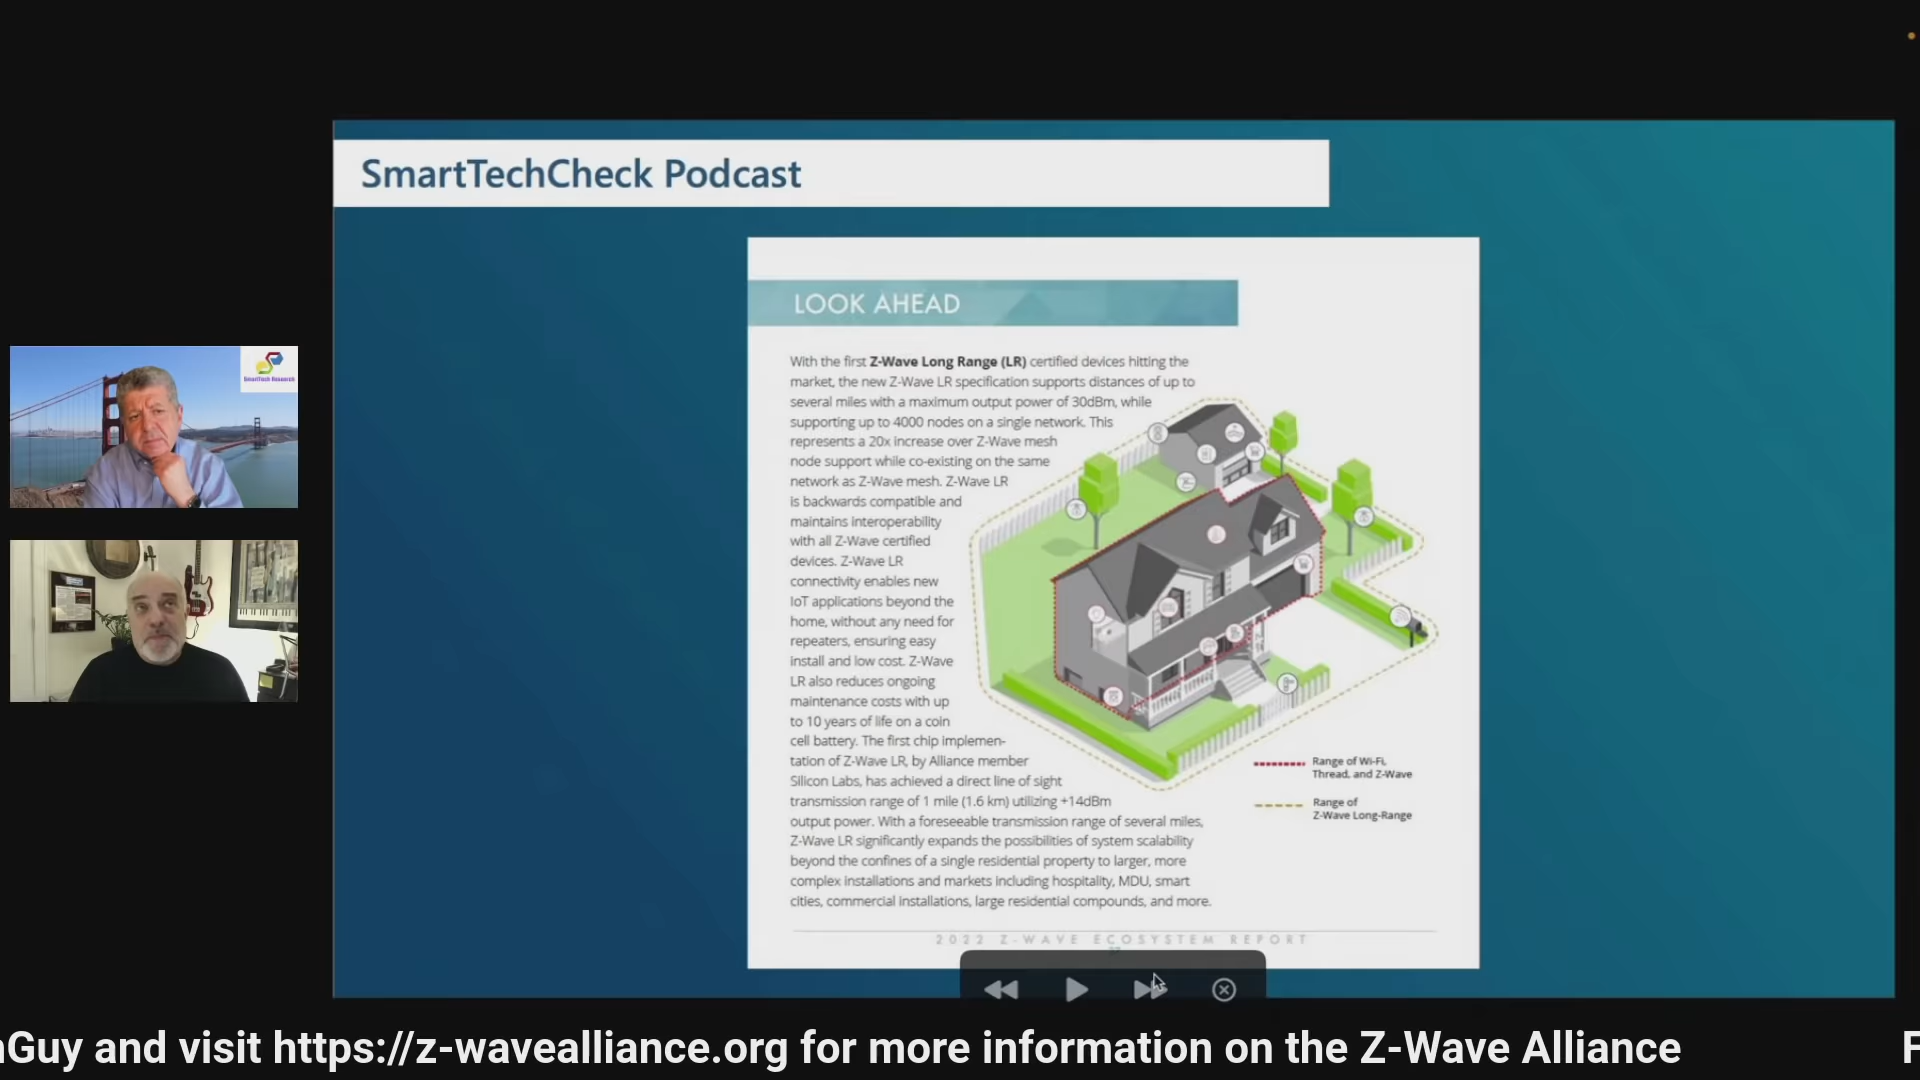 SmartTechCheck Podcast
SmartTech Research
LOOK AHEAD
With the first Z-Wave Long Range (LR) certified devices hitting the
market, the new Z-Wave LR specification supports distances of up to
several miles with a maximum output power of 30dBm, while
supporting up to 4000 nodes on a single network. This
represents a 20x increase over Z-Wave mesh
node support while co-existing on the same
network as Z-Wave mesh. Z-Wave LR
is backwards compatible and
maintains interoperability
with all Z-Wave certified
devices. Z-Wave LR
connectivity enables new
IoT applications beyond the
home, without any need for
repeaters, ensuring easy
install and low cost. Z-Wave
LR also reduces ongoing
maintenance costs with up
to 10 years of life on a coin
cell battery. The first chip implemen-
tation of Z-Wave LR, by Alliance member
Silicon Labs, has achieved a direct line of sight
transmission range of 1 mile (1.6 km) utilizing +14dBm
output power. With a foreseeable transmission range of several miles,
Z-Wave LR significantly expands the possibilities of system scalability
beyond the confines of a single residential property to larger, more
complex installations and markets including hospitality, MDU, smart
cities, commercial installations, large residential compounds, and more.
Range of Wi-Fi,
Thread, and Z-Wave
Range of
Z-Wave Long-Range
2022 Z-WAVE ECOSYSTEM REPORT
nGuy and visit https://z-wavealliance.org for more information on the Z-Wave Alliance F